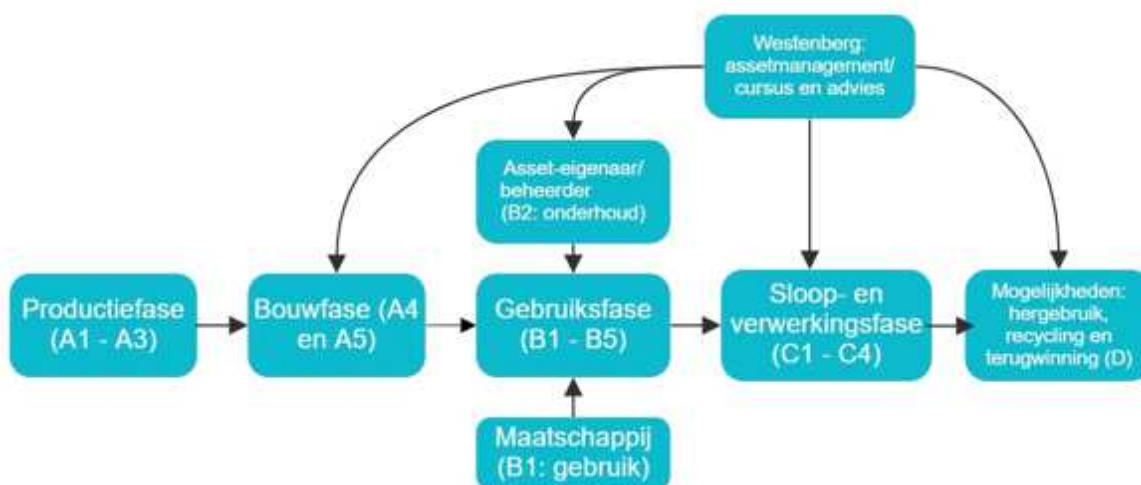 Westenberg:
assetmanagement/
cursus en advies
Asset-eigenaar/
beheerder
(B2: onderhoud)
Productiefase
(A1 - A3)
Bouwfase (A4
en A5)
Gebruiksfase
(B1 - B5)
Sloop- en
verwerkingsfase
(C1 - C4)
Mogelijkheden:
hergebruik,
recycling en
terugwinning (D)
Maatschappij
(B1: gebruik)